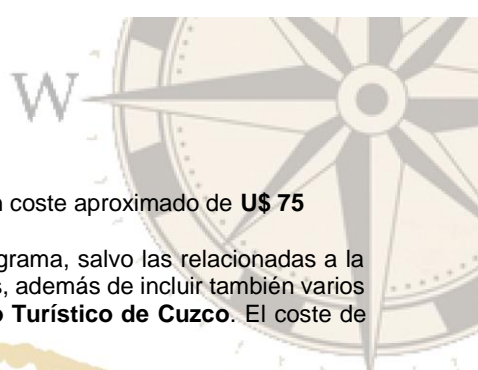 W
coste aproximado de U$ 75
grama, salvo las relacionadas a la
, además de incluir también varios
Turístico de Cuzco. El coste de